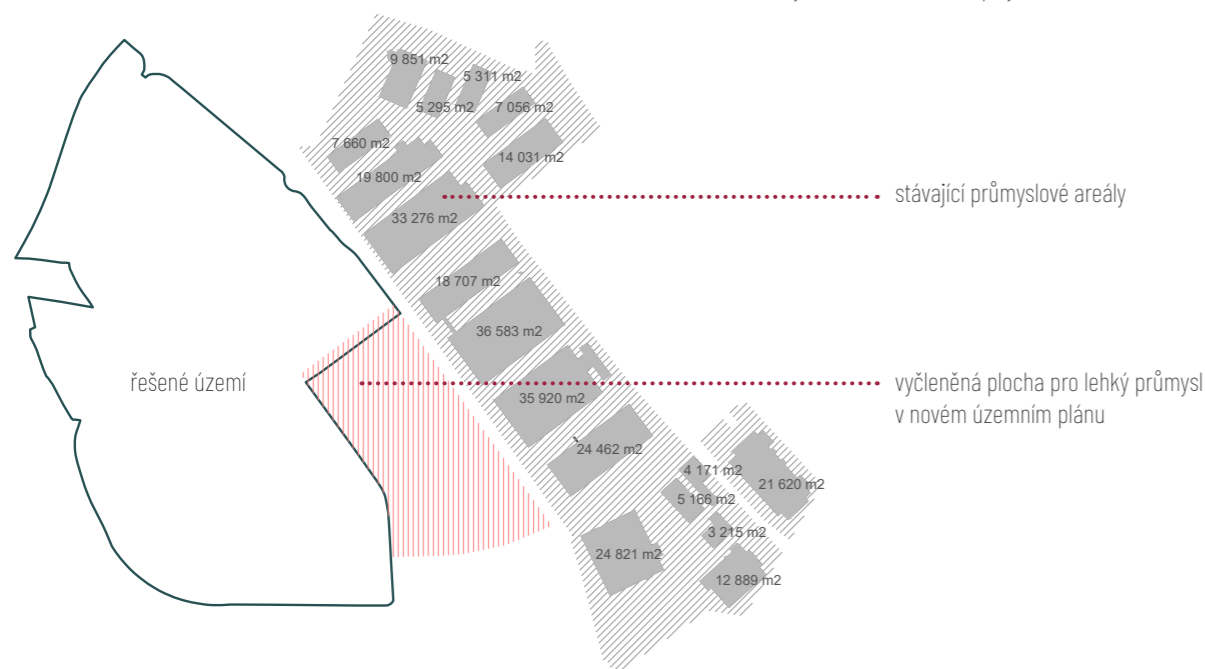 9 851 m2
5 311 m2
5 295 m2
7 056 m2
7 660 m2
14 031 m2
19 800 m2
stávající průmyslové areály
33 276 m2
18 707 m2
36 583 m2
řešené území
vyčleněná plocha pro lehký průmysl
v novém územním plánu
35 920 m2
24 462 m2
4 171 m2
21 620 m2
5 166 m2
3 215 m2
24 821 m2
12 889 m2